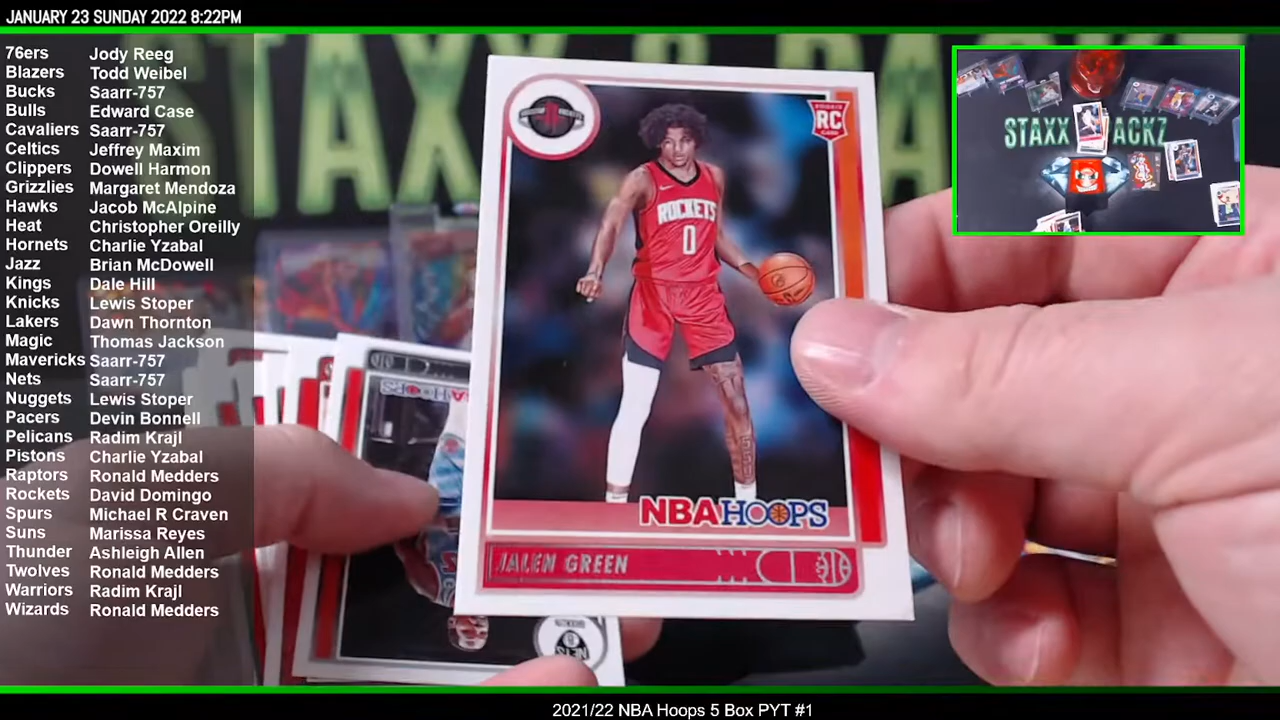 JANUARY 23 SUNDAY 2022 8:22PM
76ers Jody Reeg
Blazers Todd Weibel
Bucks Saarr-757
Bulls Edward Case
Cavaliers Saarr-757
Celtics Jeffrey Maxim
Clippers Dowell Harmon
Grizzlies Margaret Mendoza
Hawks Jacob McAlpine
Heat Christopher Oreilly
Hornets Charlie Yzabal
Jazz Brian McDowell
Kings Dale Hill
Knicks Lewis Stoper
Lakers Dawn Thornton
Magic Thomas Jackson
Mavericks Saarr-757
Nets Saarr-757
Nuggets Lewis Stoper
Pacers Devin Bonnell
Pelicans Radim Krajl
Pistons Charlie Yzabal
Raptors Ronald Medders
Rockets David Domingo
Spurs Michael R Craven
Suns Marissa Reyes
Thunder Ashleigh Allen
Twolves Ronald Medders
Warriors Radim Krajl
Wizards Ronald Medders
STAXX
RC
ROCKETS
0
NBA HOOPS
JALEN GREEN
NETS
STAXX ACKZ
2021/22 NBA Hoops 5 Box PYT #1